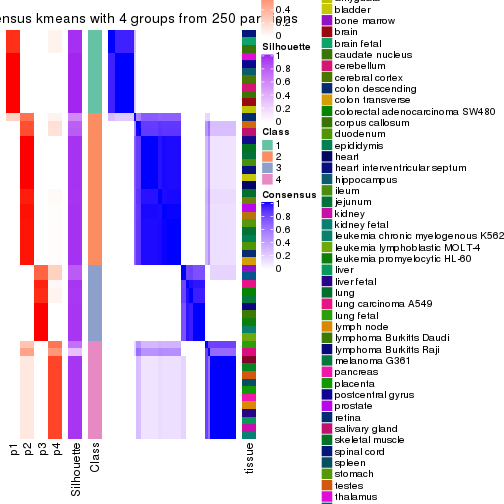 nsus kmeans with 4 groups from 250 par
ns
0.4
0.2
0
Silhouette
1
0.8
0.6
0.4
0.2
0
Class
1
2
3
4
Consensus
1
0.8
0.6
0.4
0.2
0
p1
p2
p3
p4
Silhouette
Class
tissue
bladder
bone marrow
brain
brain fetal
caudate nucleus
cerebellum
cerebral cortex
colon descending
colon transverse
colorectal adenocarcinoma SW480
corpus callosum
duodenum
epididymis
heart
heart interventricular septum
hippocampus
ileum
jejunum
kidney
kidney fetal
leukemia chronic myelogenous K562
leukemia lymphoblastic MOLT-4
leukemia promyelocytic HL-60
liver
liver fetal
lung
lung carcinoma A549
lung fetal
lymph node
lymphoma Burkitts Daudi
lymphoma Burkitts Raji
melanoma G361
pancreas
placenta
postcentral gyrus
prostate
retina
salivary gland
skeletal muscle
spinal cord
spleen
stomach
testes
thalamus